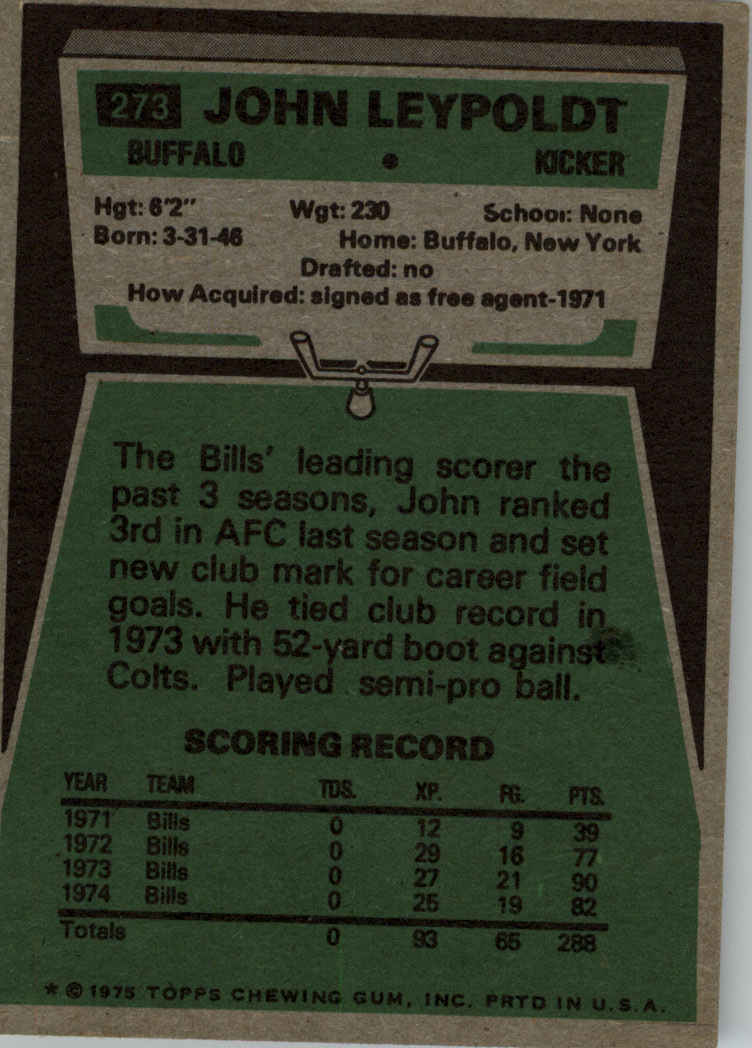 273 JOHN LEYPOLDT
BUFFALO • KICKER
Hgt: 6'2" Wgt: 230 School: None
Born: 3-31-46 Home: Buffalo, New York
Drafted: no
How Acquired: signed as free agent-1971
The Bills' leading scorer the
past 3 seasons, John ranked
3rd in AFC last season and set
new club mark for career field
goals. He tied club record in
1973 with 52-yard boot against
Colts. Played semi-pro ball.
SCORING RECORD
YEAR TEAM TDS. XP. FG. PTS.
1971 Bills 0 12 9 39
1972 Bills 0 29 16 77
1973 Bills 0 27 21 90
1974 Bills 0 25 19 82
Totals 0 93 65 288
* © 1975 TOPPS CHEWING GUM, INC. PRTD IN U.S.A.